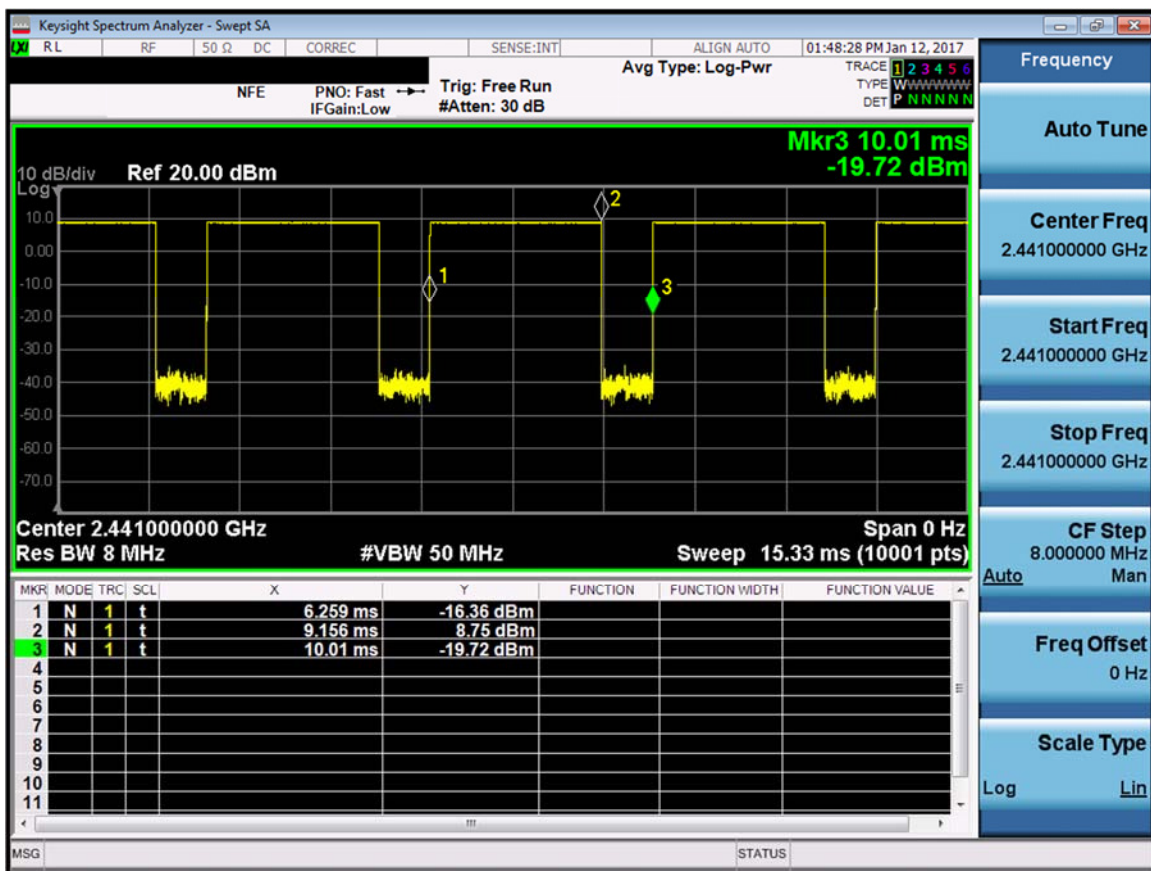 Keysight Spectrum Analyzer - Swept SA
LXI RL RF 50 Ω DC CORREC SENSE:INT ALIGN AUTO 01:48:28 PM Jan 12, 2017
NFE PNO: Fast Trig: Free Run Avg Type: Log-Pwr TRACE 1 2 3 4 5 6
IFGain:Low #Atten: 30 dB TYPE WWWWWW
DET P N N N N N
Mkr3 10.01 ms
-19.72 dBm
10 dB/div Ref 20.00 dBm
Log
10.0
0.00
-10.0
-20.0
-30.0
-40.0
-50.0
-60.0
-70.0
1
2
3
Center 2.441000000 GHz Span 0 Hz
Res BW 8 MHz #VBW 50 MHz Sweep 15.33 ms (10001 pts)
MKR MODE TRC SCL X Y FUNCTION FUNCTION WIDTH FUNCTION VALUE
1 N 1 t 6.259 ms -16.36 dBm
2 N 1 t 9.156 ms 8.75 dBm
3 N 1 t 10.01 ms -19.72 dBm
4
5
6
7
8
9
10
11
MSG STATUS
Frequency
Auto Tune
Center Freq
2.441000000 GHz
Start Freq
2.441000000 GHz
Stop Freq
2.441000000 GHz
CF Step
8.000000 MHz
Auto Man
Freq Offset
0 Hz
Scale Type
Log Lin